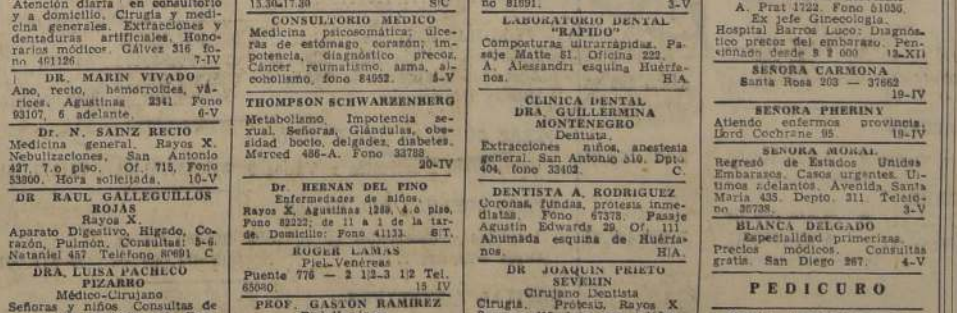 Atención diaria en consultorio
y a domicilio. Cirugía y medi-
cina generales. Extracciones y
dentaduras artificiales. Hono-
rarios módicos. Gálvez 316 fo-
no 401126. 7-IV
DR. MARIN VIVADO
Ano, recto, hemorroides, vá-
rices. Agustinas 2341 Fono
93107, 6 adelante. 6-V
Dr. N. SAINZ RECIO
Medicina general. Rayos X.
Nebulizaciones. San Antonio
427, 7.o piso. Of. 715, Fono
53800. Hora solicitada. 10-V
DR RAUL GALLEGUILLOS
ROJAS
Rayos X.
Aparato Digestivo, Hígado, Co-
razón, Pulmón. Consultas: 5-6.
Nataniel 457 Teléfono 80691 C
DRA. LUISA PACHECO
PIZARRO
Médico-Cirujano
Señoras y niños. Consultas de
13.30-17.30 S|C
CONSULTORIO MEDICO
Medicina psicosomática; úlce-
ras de estómago, corazón; im-
potencia, diagnóstico precoz.
Cáncer reumatismo, asma, al-
coholismo, fono 84952. 5-V
THOMPSON SCHWARZENBERG
Metabolismo, Impotencia se-
xual. Señoras, Glándulas, obe-
sidad bocio, delgadez, diabetes.
Merced 486-A. Fono 33788.
20-IV
Dr. HERNAN DEL PINO
Enfermedades de niños.
Rayos X, Agustinas 1269, 4.o piso,
Fono 82222; de 11 a 1 de la tar-
de. Domicilio: Fono 41133. S|T.
ROGER LAMAS
Piel-Venéreas
Puente 776 — 2 1|2-3 1|2 Tel.
65080 15 IV
PROF. GASTON RAMIREZ
no 81891. 3-V
LABORATORIO DENTAL
"RAPIDO"
Composturas ultrarrápidas. Pa-
saje Matte 81. Oficina 222.
A. Alessandri esquina Huérfa-
nos. H|A.
CLINICA DENTAL
DRA. GUILLERMINA
MONTENEGRO
Dentista.
Extracciones niños, anestesia
general. San Antonio 510. Dpto
404, fono 33402. C.
DENTISTA A. RODRIGUEZ
Coronas, fundas, prótesis inme-
diatas. Fono 67373. Pasaje
Agustín Edwards 29, Of. 111.
Ahumada esquina de Huérfa-
nos. H|A.
DR JOAQUIN PRIETO
SEVERIN
Cirujano Dentista
Cirugía. Prótesis. Rayos X
A. Prat 1722. Fono 51036.
Ex jefe Ginecología.
Hospital Barros Luco: Diagnós-
tico precoz del embarazo. Pen-
sionado desde $ 2 000 12-XII
SEÑORA CARMONA
Santa Rosa 203 — 37662
19-IV
SEÑORA PHERINY
Atiendo enfermos provincia.
Lord Cochrane 95. 19-IV
SEÑORA MORAL
Regresó de Estados Unidos
Embarazos. Casos urgentes. Ul-
timos adelantos. Avenida Santa
María 435. Depto. 311. Teléfo-
no 36738. 3-V
BLANCA DELGADO
Especialidad primerizas.
Precios módicos. Consultas
gratis. San Diego 267. 4-V
PEDICURO